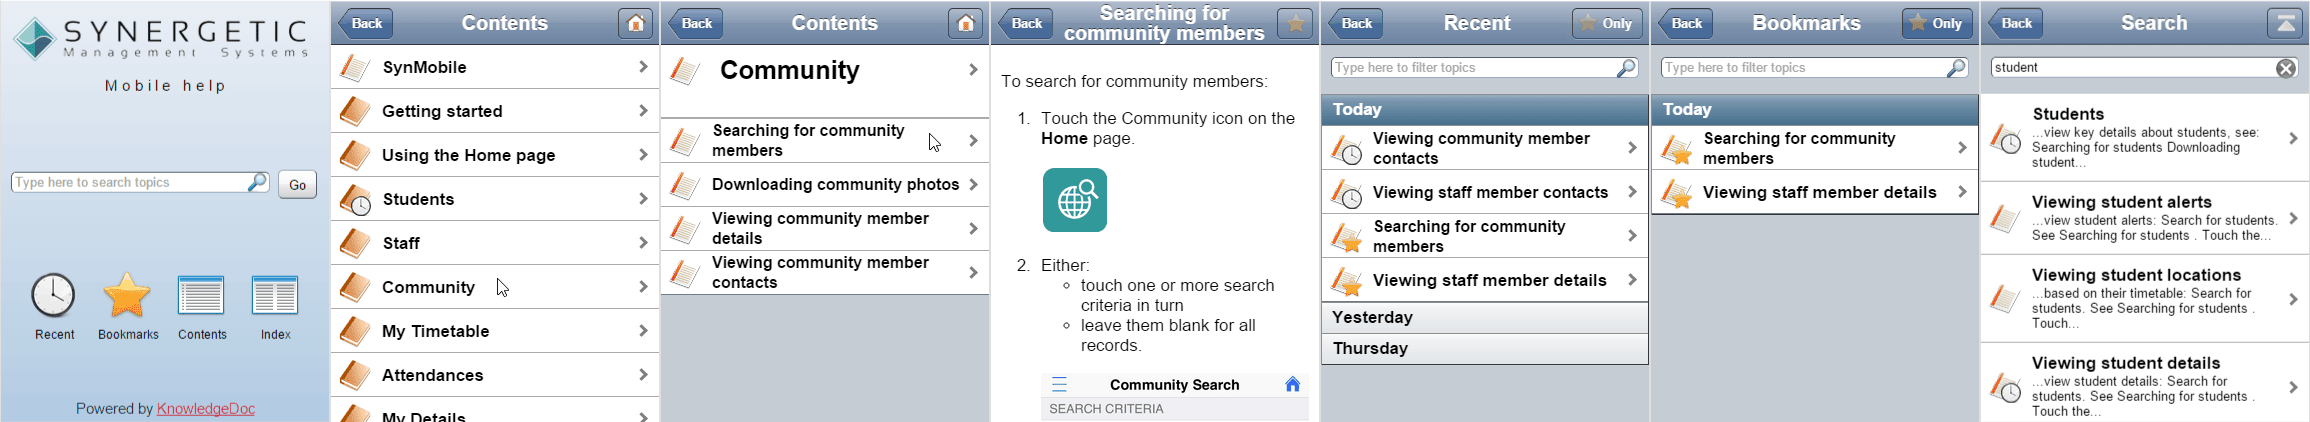 SYNERGETIC
Management Systems
Mobile help
Type here to search topics
Go
Recent
Bookmarks
Contents
Index
Powered by KnowledgeDoc
Back
Contents
SynMobile
Getting started
Using the Home page
Students
Staff
Community
My Timetable
Attendances
My Details
Back
Contents
Community
Searching for community
members
Downloading community photos
Viewing community member
details
Viewing community member
contacts
Back
Searching for
community members
To search for community members:
1. Touch the Community icon on the
Home page.
2. Either:
touch one or more search
criteria in turn
leave them blank for all
records.
Community Search
SEARCH CRITERIA
Back
Recent
Only
Type here to filter topics
Today
Viewing community member
contacts
Viewing staff member contacts
Searching for community
members
Viewing staff member details
Yesterday
Thursday
Back
Bookmarks
Only
Type here to filter topics
Today
Searching for community
members
Viewing staff member details
Back
Search
student
Students
...view key details about students, see:
Searching for students Downloading
student...
Viewing student alerts
...view student alerts: Search for students.
See Searching for students . Touch the...
Viewing student locations
...based on their timetable: Search for
students. See Searching for students .
Touch...
Viewing student details
...view student details: Search for
students. See Searching for students .
Touch the...